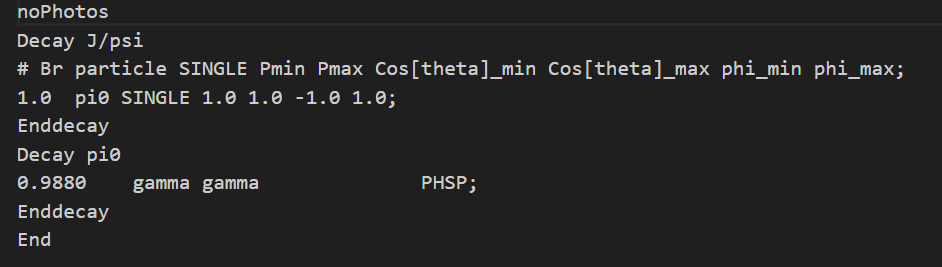 noPhotos
Decay J/psi
# Br particle SINGLE Pmin Pmax Cos[theta]_min Cos[theta]_max phi_min phi_max;
1.0  pi0 SINGLE 1.0 1.0 -1.0 1.0;
Enddecay
Decay pi0
0.9880    gamma gamma              PHSP;
Enddecay
End